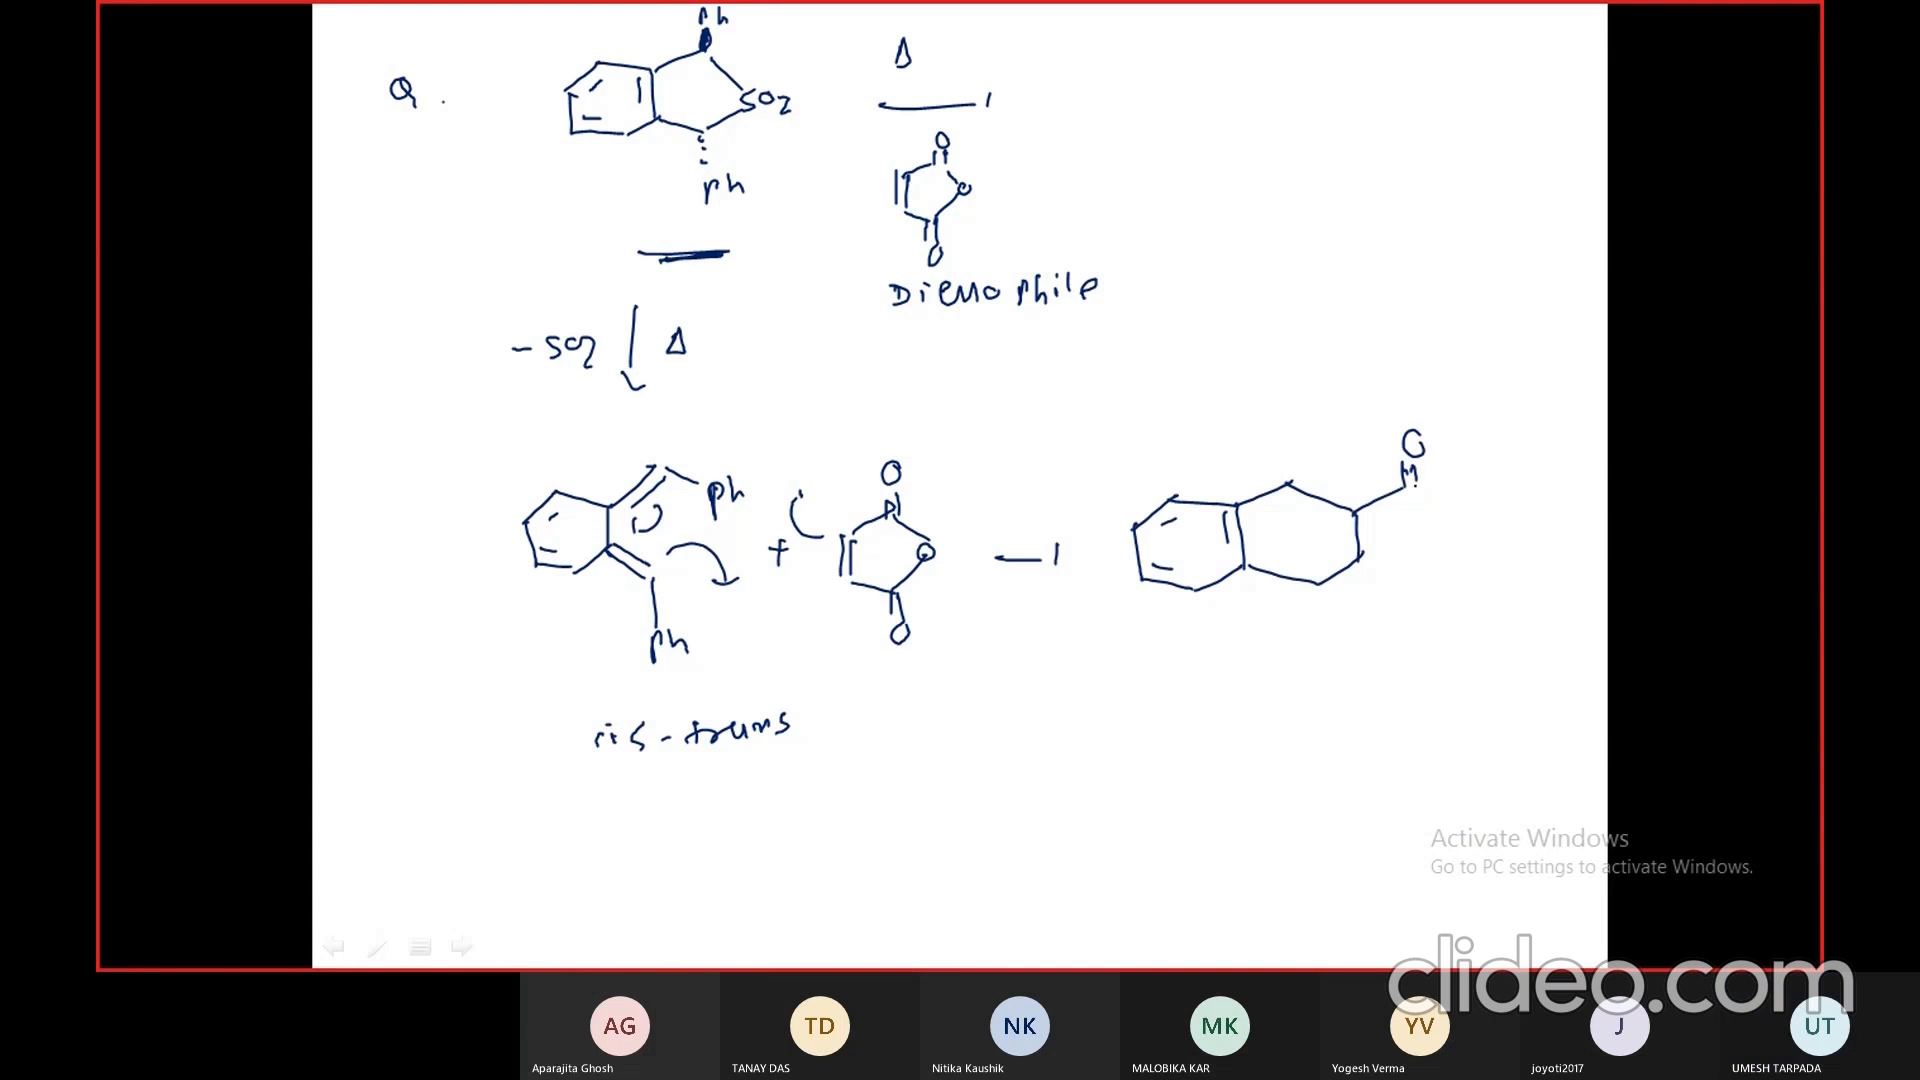 Ph
Q.
SO2
Δ
Ph
O
O
O
Dienophile
- SO2
Δ
Ph
+
O
O
O
Ph
O
cis-trans
Activate Windows
Go to PC settings to activate Windows.
clideo.com
AG
TD
NK
MK
YV
J
UT
Aparajita Ghosh
TANAY DAS
Nitika Kaushik
MALOBIKA KAR
Yogesh Verma
joyoti2017
UMESH TARPADA